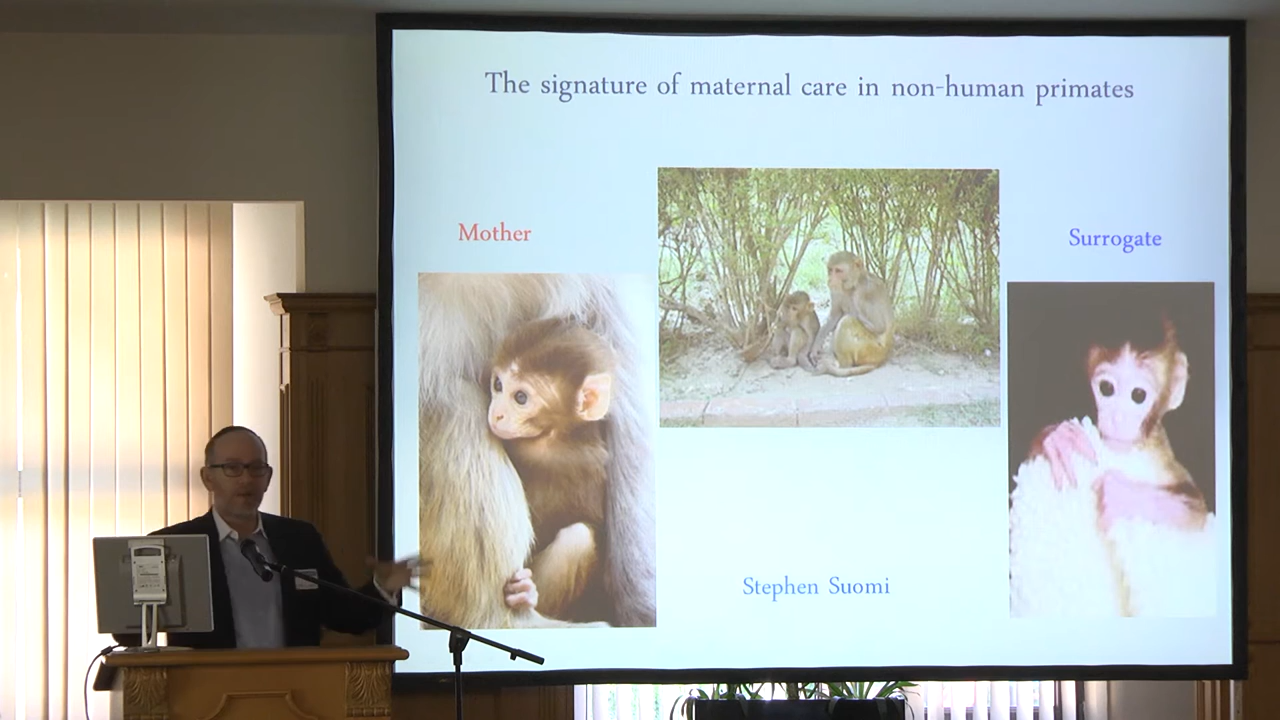 The signature of maternal care in non-human primates
Mother
Surrogate
Stephen Suomi